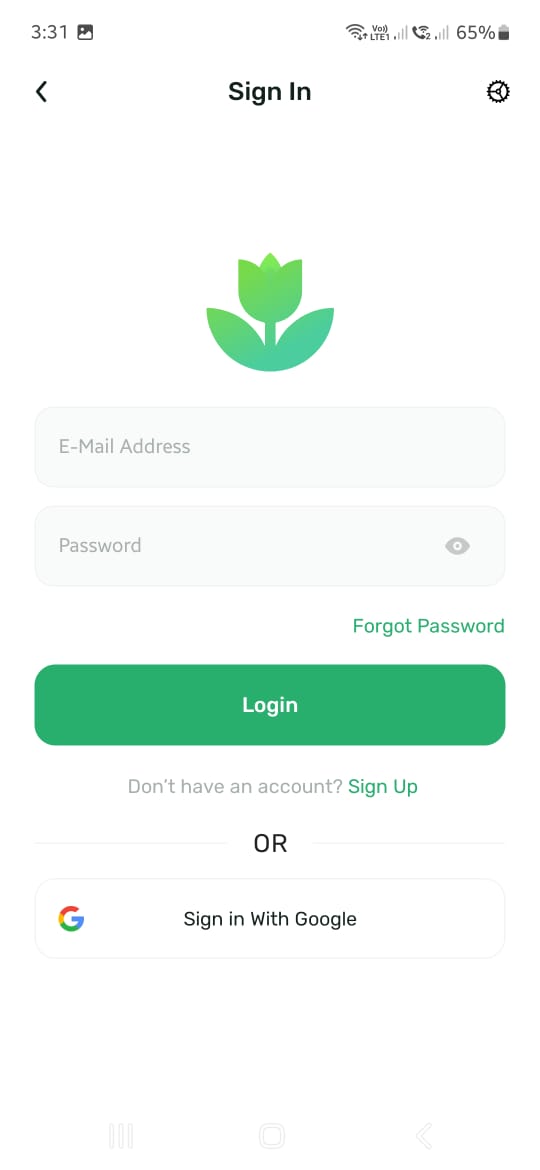 3:31 Vo)) LTE1 2 65%
Sign In
E-Mail Address
Password
Forgot Password
Login
Don't have an account? Sign Up
OR
Sign in With Google